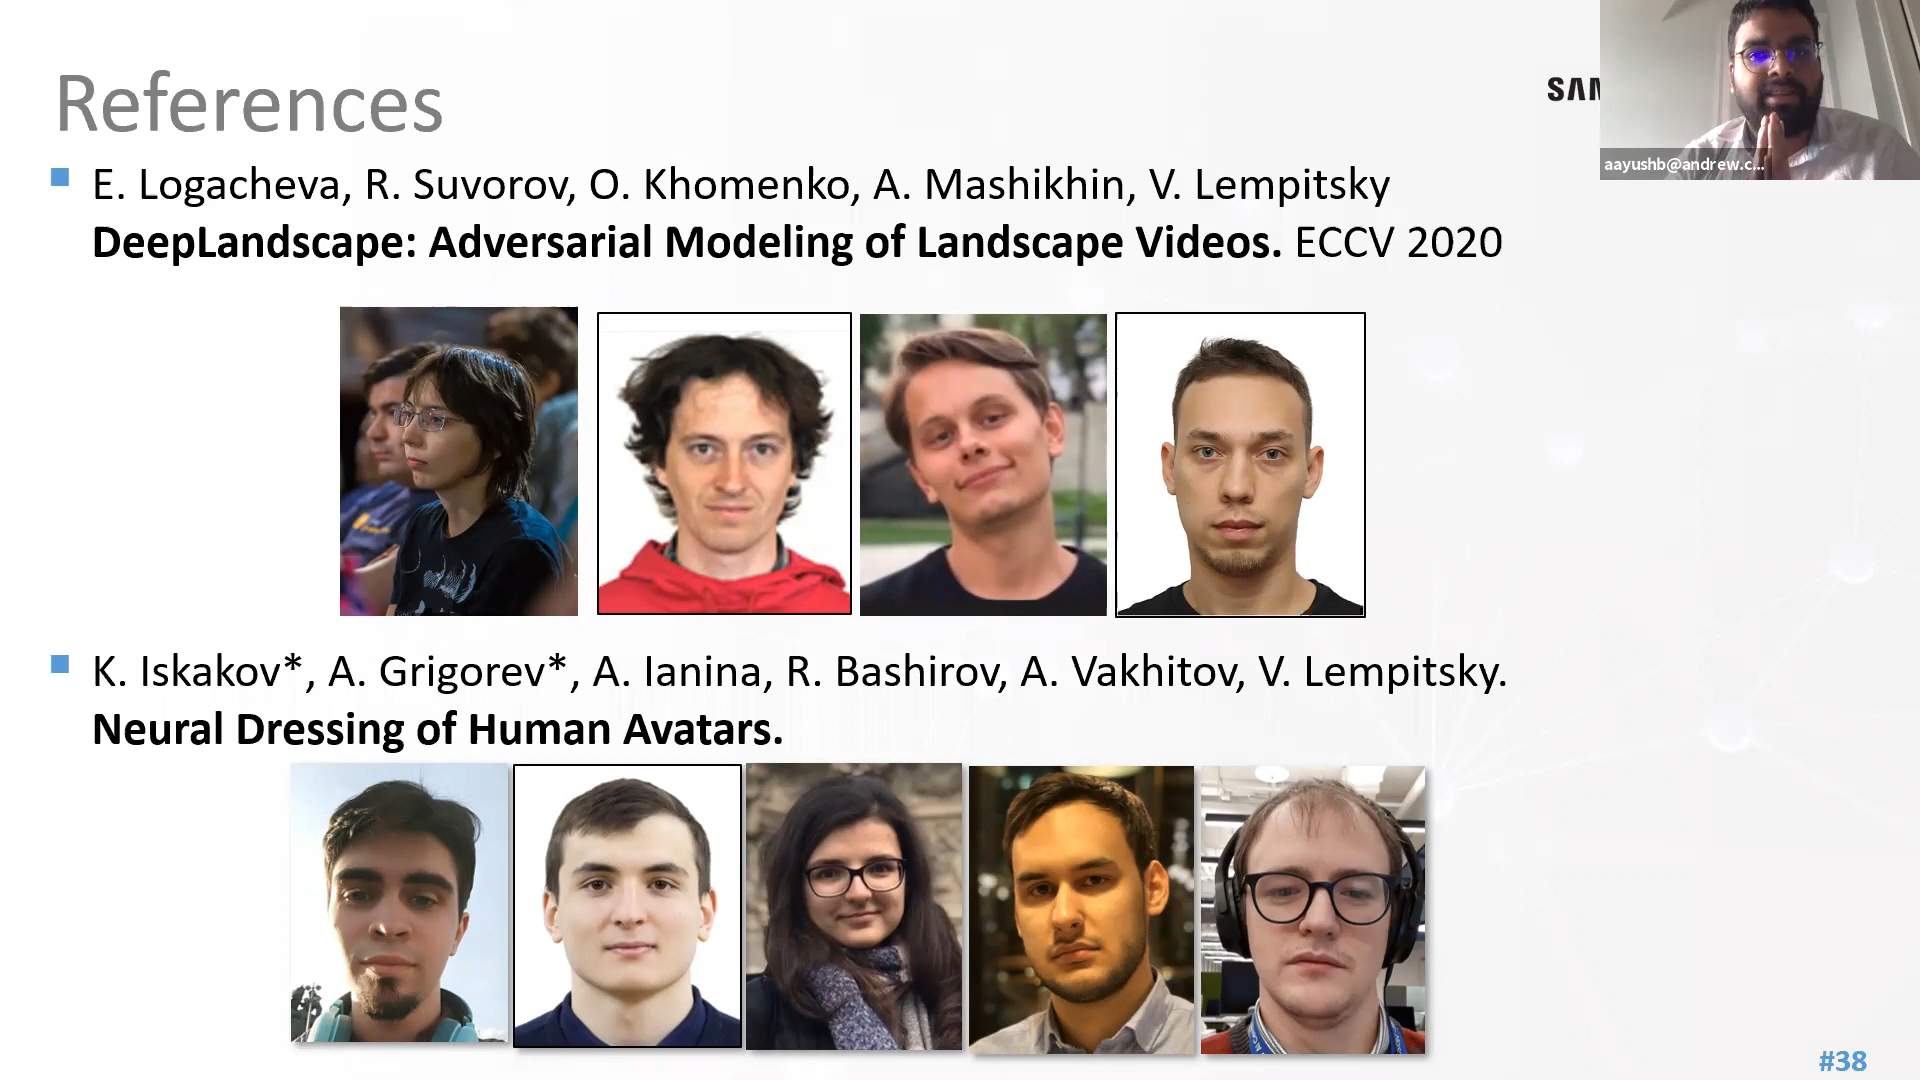 References
SAM
aayushb@andrew.c...
E. Logacheva, R. Suvorov, O. Khomenko, A. Mashikhin, V. Lempitsky
DeepLandscape: Adversarial Modeling of Landscape Videos. ECCV 2020
K. Iskakov*, A. Grigorev*, A. Ianina, R. Bashirov, A. Vakhitov, V. Lempitsky.
Neural Dressing of Human Avatars.
#38